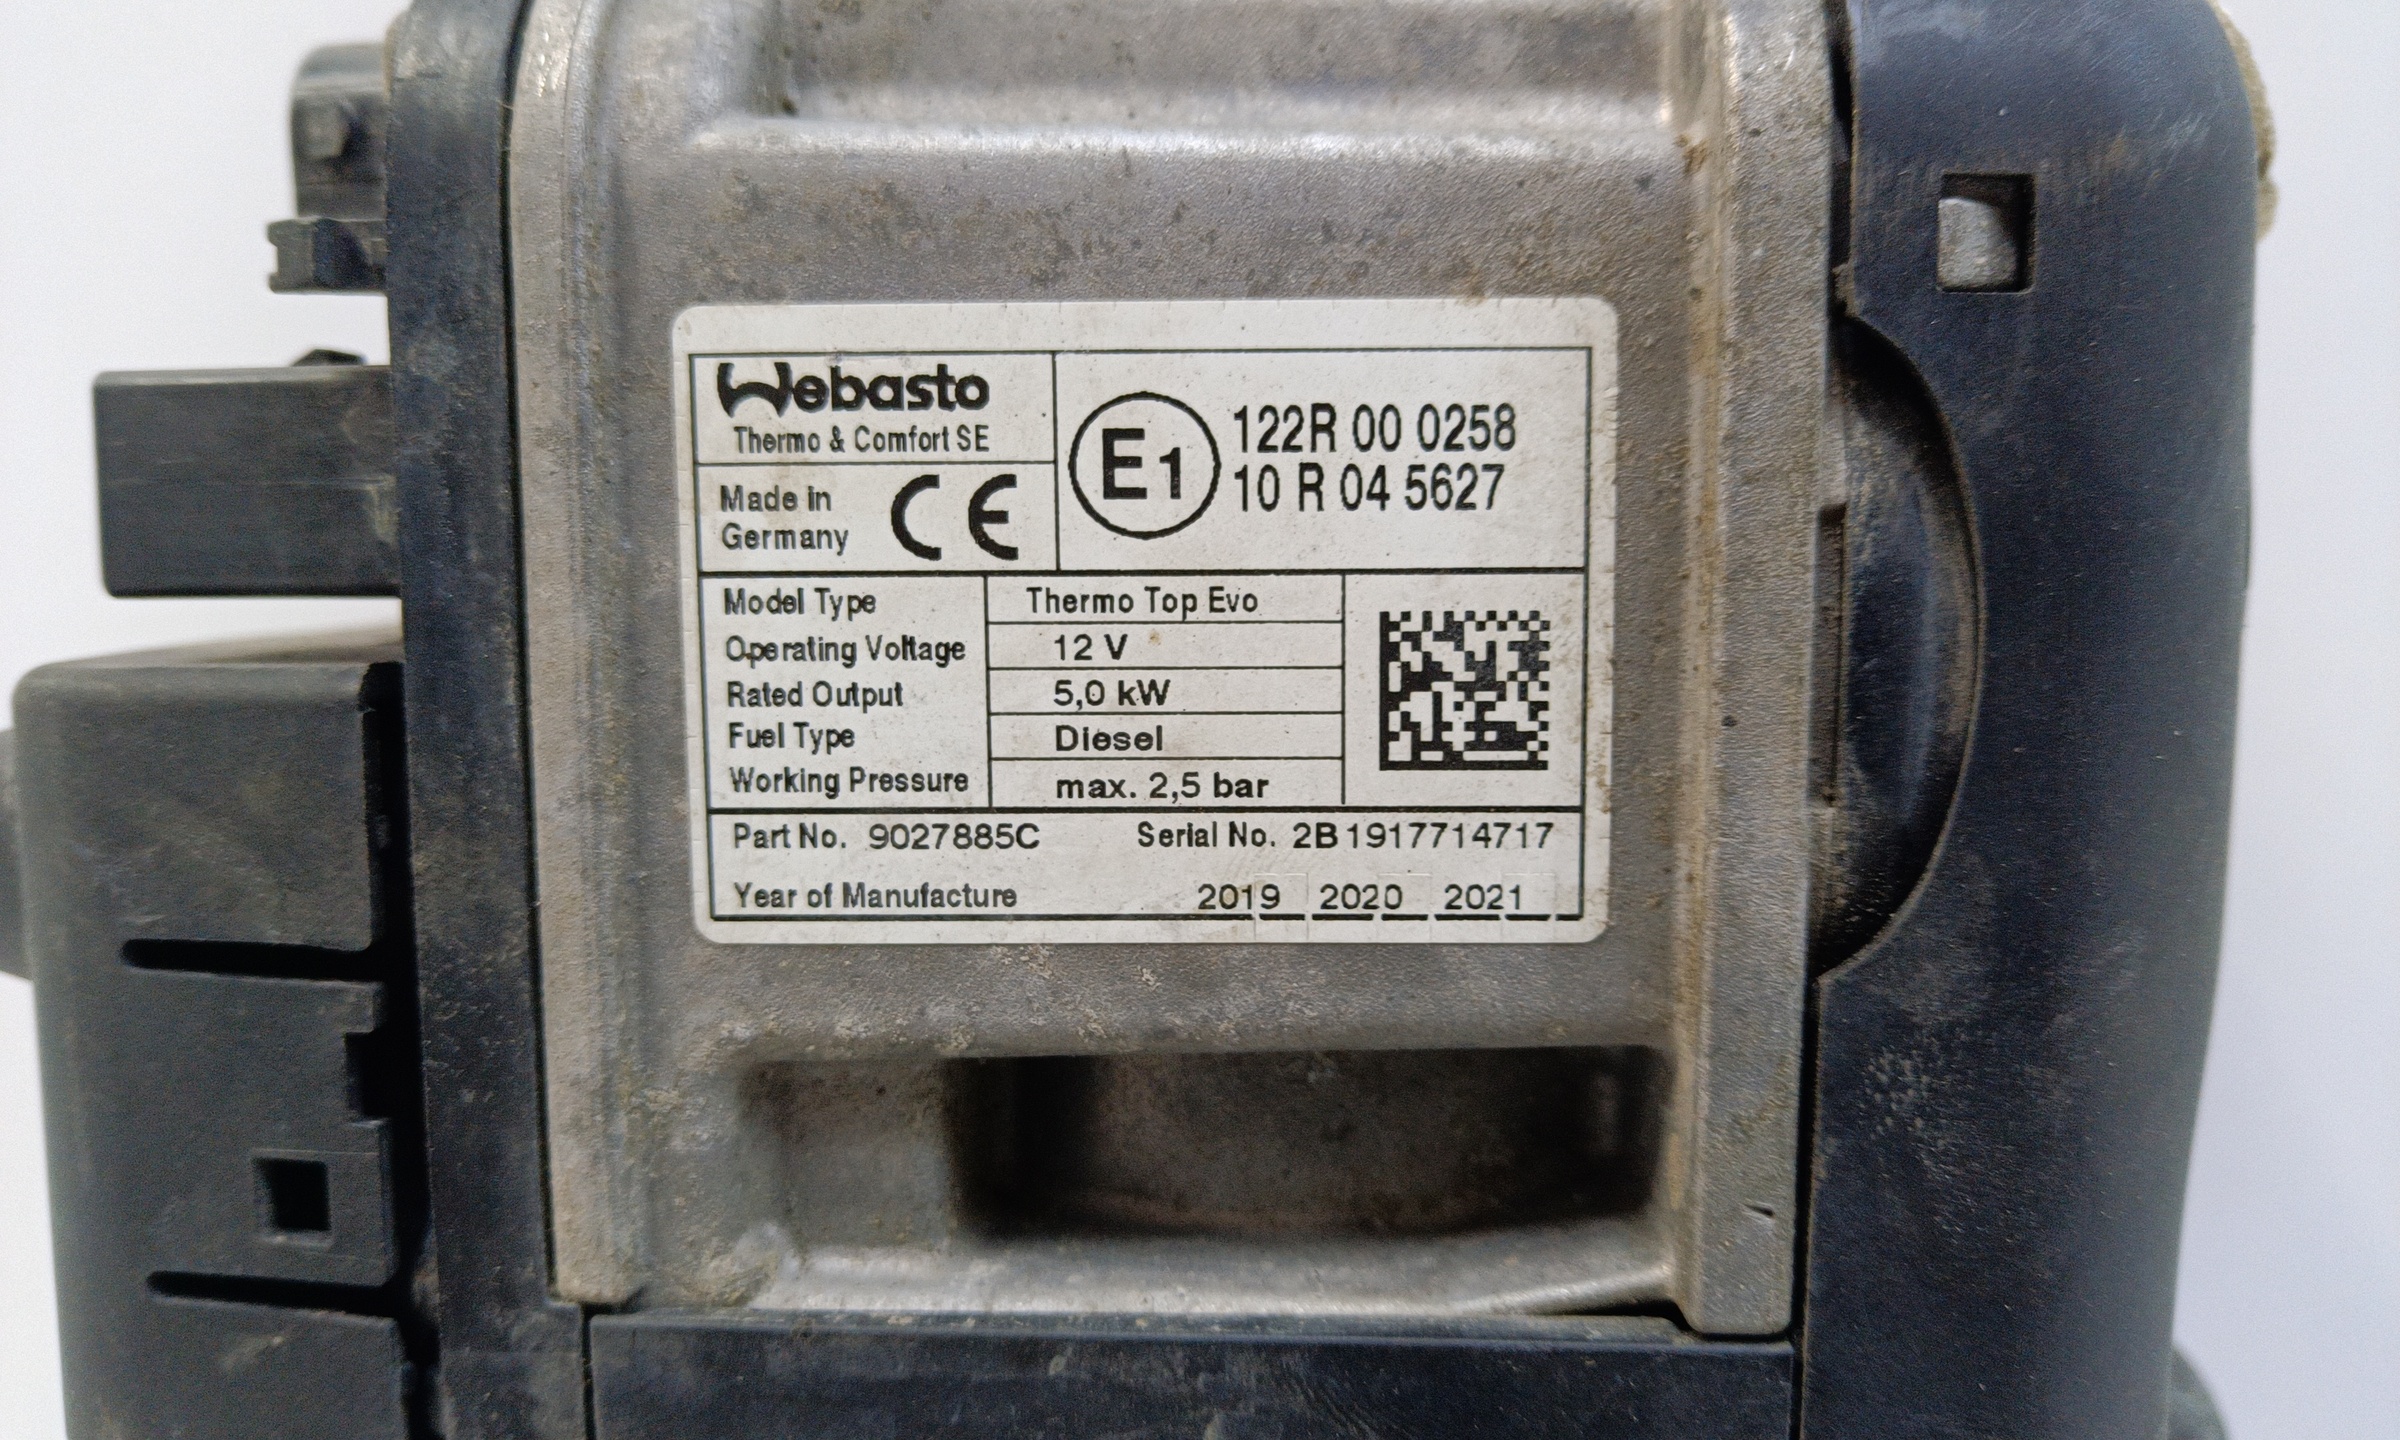 Webasto
Thermo & Comfort SE
Made in
Germany
CE
E1
122R 00 0258
10 R 04 5627
Model Type Thermo Top Evo
Operating Voltage 12 V
Rated Output 5,0 kW
Fuel Type Diesel
Working Pressure max. 2,5 bar
Part No. 9027885C Serial No. 2B1917714717
Year of Manufacture 2019 2020 2021